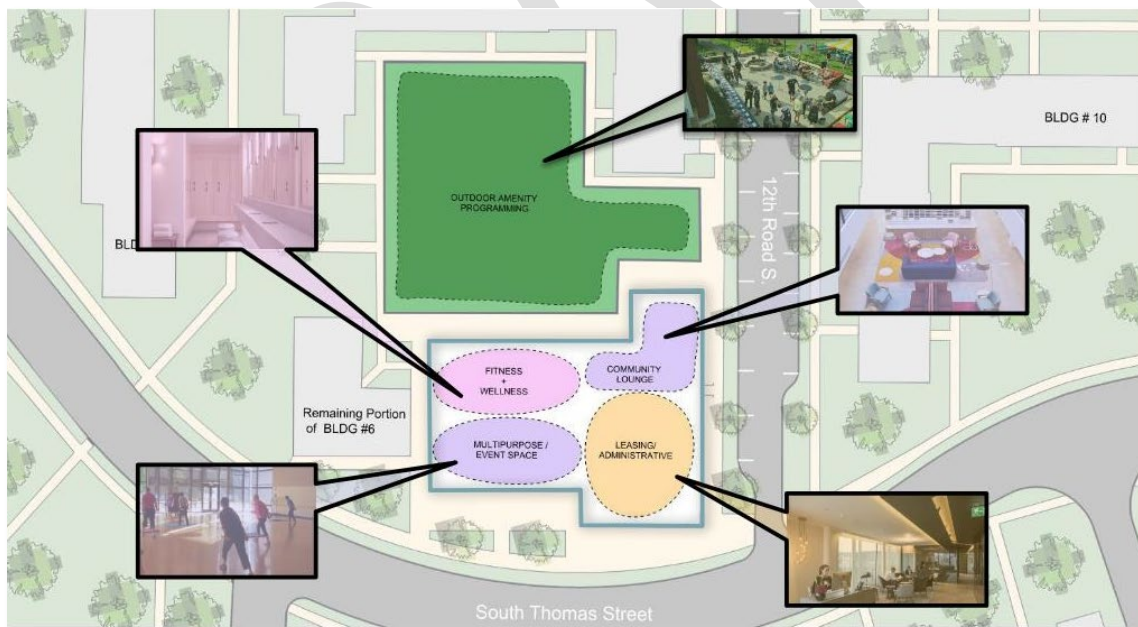 BLDG # 10
12th Road S.
OUTDOOR AMENITY
PROGRAMMING
FITNESS
+
WELLNESS
COMMUNITY
LOUNGE
Remaining Portion
of BLDG #6
MULTIPURPOSE /
EVENT SPACE
LEASING/
ADMINISTRATIVE
South Thomas Street